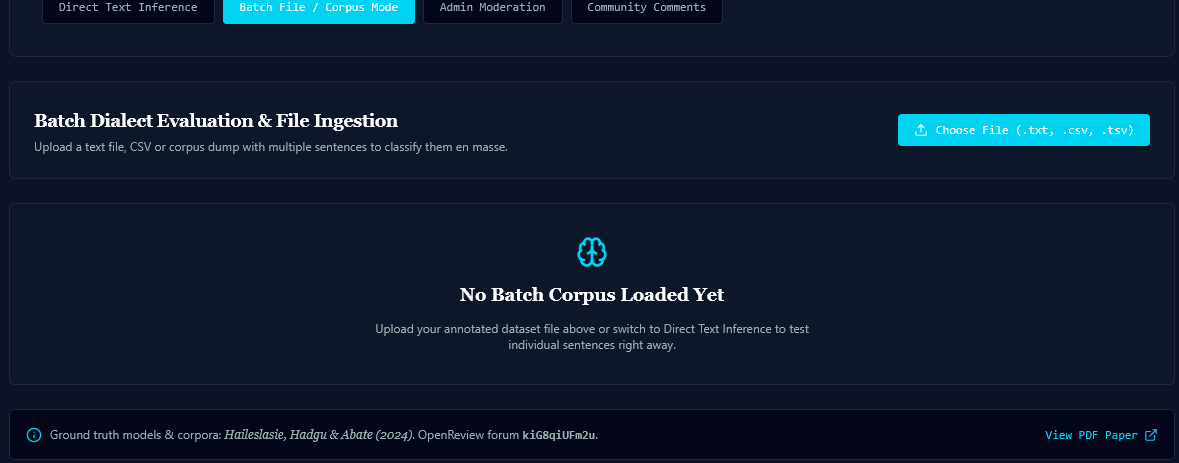 Direct Text Inference
Batch File / Corpus Mode
Admin Moderation
Community Comments
Batch Dialect Evaluation & File Ingestion
Upload a text file, CSV or corpus dump with multiple sentences to classify them en masse.
Choose File (.txt, .csv, .tsv)
No Batch Corpus Loaded Yet
Upload your annotated dataset file above or switch to Direct Text Inference to test
individual sentences right away.
Ground truth models & corpora: Haileslasie, Hadgu & Abate (2024). OpenReview forum kiG8qiUFm2u.
View PDF Paper